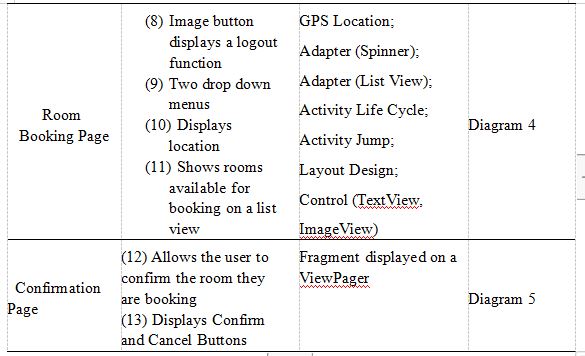 Room
Booking Page
(8) Image button
displays a logout
function
(9) Two drop down
menus
(10) Displays
location
(11) Shows rooms
available for
booking on a list
view
GPS Location;
Adapter (Spinner);
Adapter (List View);
Activity Life Cycle;
Activity Jump;
Layout Design;
Control (TextView,
ImageView)
Diagram 4
Confirmation
Page
(12) Allows the user to
confirm the room they
are booking
(13) Displays Confirm
and Cancel Buttons
Fragment displayed on a
ViewPager
Diagram 5